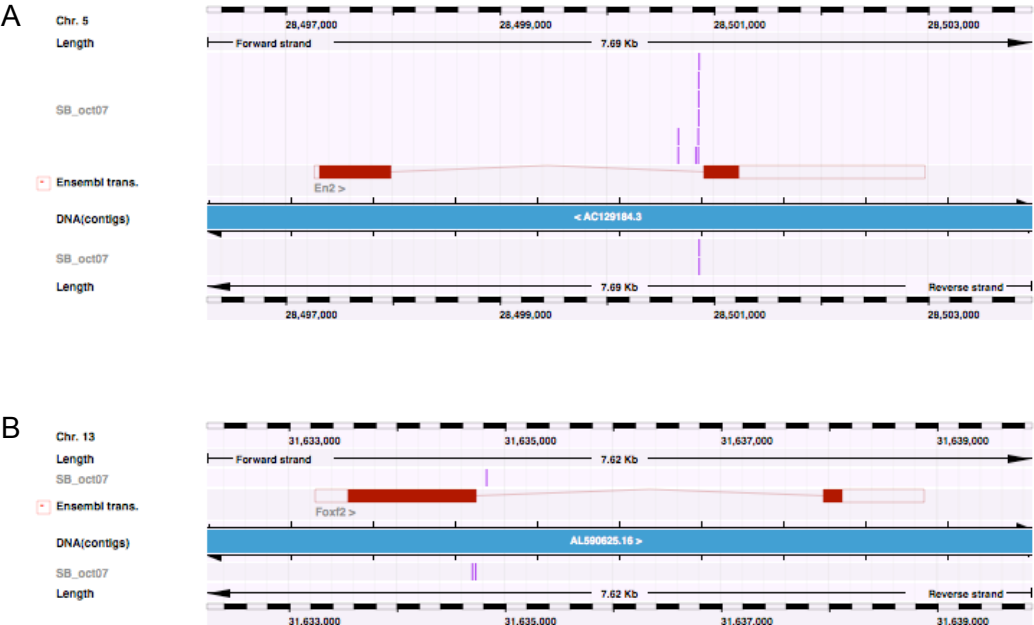 A
Chr. 5
28,497,000 28,499,000 28,501,000 28,503,000
Length Forward strand 7.69 Kb
SB_oct07
- Ensembl trans.
En2 >
DNA(contigs) < AC129184.3
SB_oct07
Length 7.69 Kb Reverse strand
28,497,000 28,499,000 28,501,000 28,503,000
B
Chr. 13
31,633,000 31,635,000 31,637,000 31,639,000
Length Forward strand 7.62 Kb
SB_oct07
- Ensembl trans.
Foxf2 >
DNA(contigs) AL590625.16 >
SB_oct07
Length 7.62 Kb Reverse strand
31,633,000 31,635,000 31,637,000 31,639,000